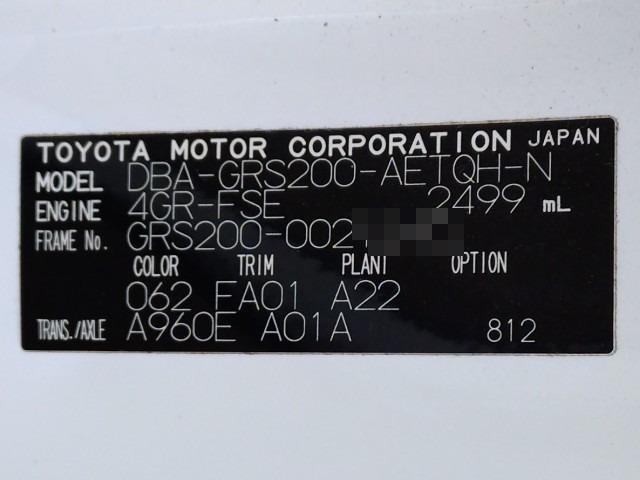 TOYOTA MOTOR CORPORATION JAPAN
MODEL DBA-GRS200-AETQH-N
ENGINE 4GR-FSE 2499 mL
FRAME No. GRS200-002
COLOR TRIM PLANT OPTION
062 FA01 A22
TRANS./AXLE A960E A01A 812